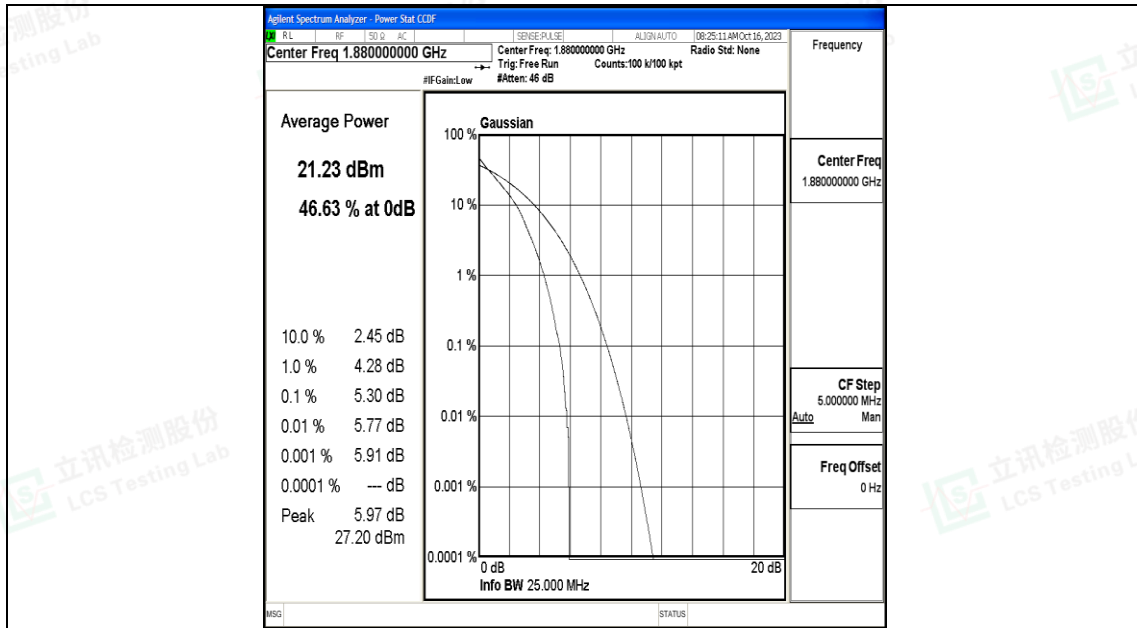 Agilent Spectrum Analyzer - Power Stat CCDF
RL RF 50 Ω AC SENSE:PULSE ALIGN AUTO 08:25:11 AM Oct 16, 2023
Center Freq 1.880000000 GHz
Center Freq: 1.880000000 GHz Radio Std: None
Trig: Free Run Counts:100 k/100 kpt
#IFGain:Low #Atten: 46 dB
Frequency
Average Power
21.23 dBm
46.63 % at 0dB
10.0 % 2.45 dB
1.0 % 4.28 dB
0.1 % 5.30 dB
0.01 % 5.77 dB
0.001 % 5.91 dB
0.0001 % --- dB
Peak 5.97 dB
27.20 dBm
Gaussian
100 %
10 %
1 %
0.1 %
0.01 %
0.001 %
0.0001 %
0 dB 20 dB
Info BW 25.000 MHz
Center Freq
1.880000000 GHz
CF Step
5.000000 MHz
Auto Man
Freq Offset
0 Hz
MSG STATUS
立讯检测股份
LCS Testing Lab
立讯检测股份
LCS Testing L